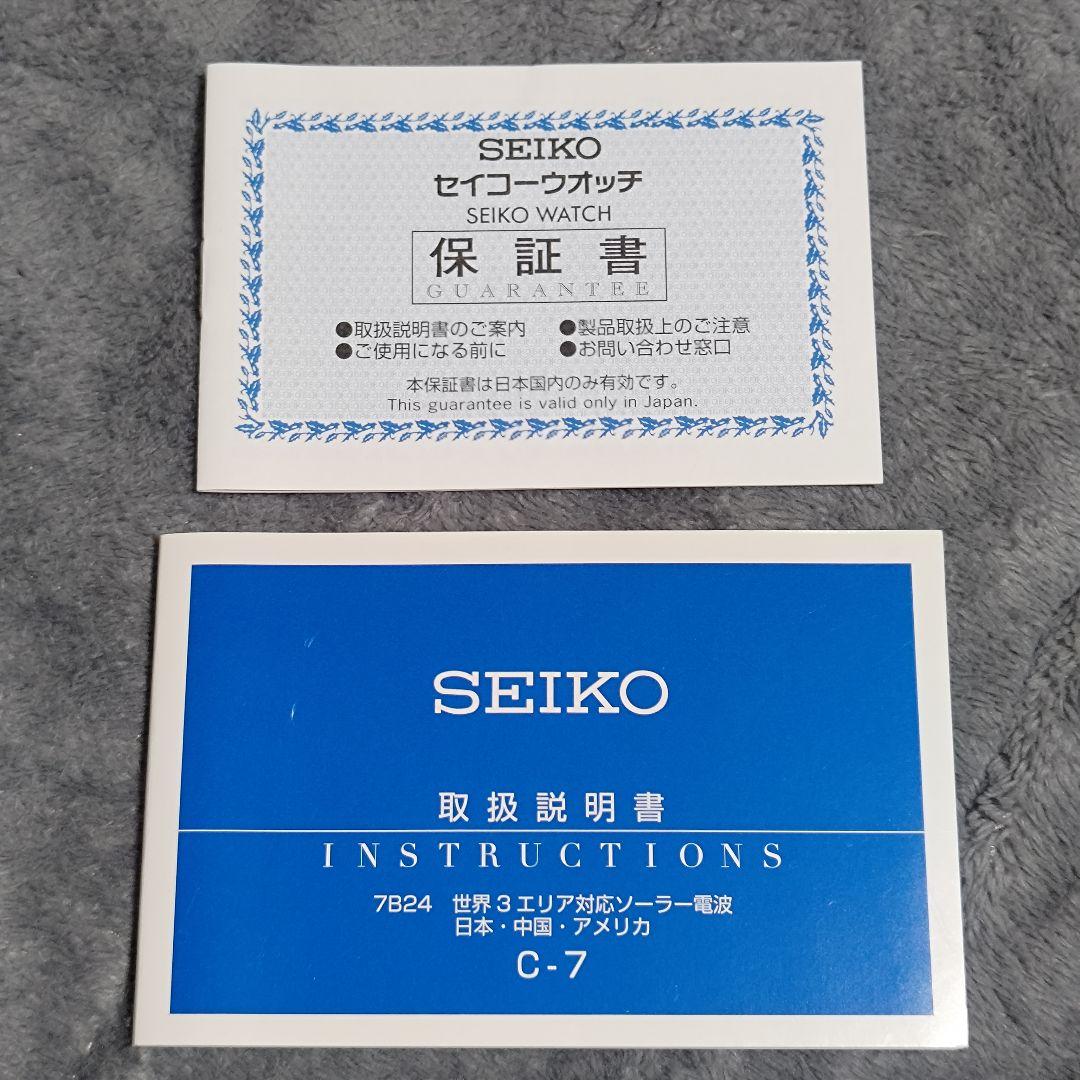 SEIKO
セイコーウオッチ
SEIKO WATCH
保証書
GUARANTEE
●取扱説明書のご案内 ●製品取扱上のご注意
●ご使用になる前に ●お問い合わせ窓口
本保証書は日本国内のみ有効です。
This guarantee is valid only in Japan.
SEIKO
取扱説明書
INSTRUCTIONS
7B24 世界3エリア対応ソーラー電波
日本・中国・アメリカ
C-7